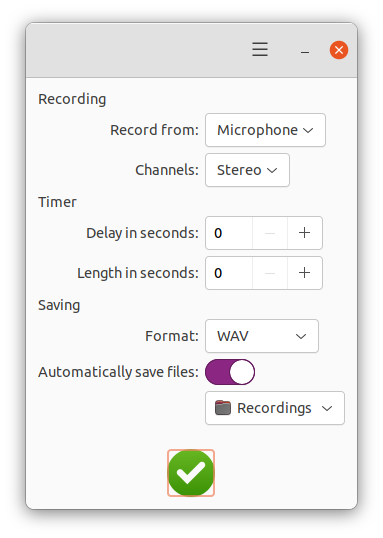 Recording
Record from: Microphone
Channels: Stereo
Timer
Delay in seconds: 0
Length in seconds: 0
Saving
Format: WAV
Automatically save files:
Recordings